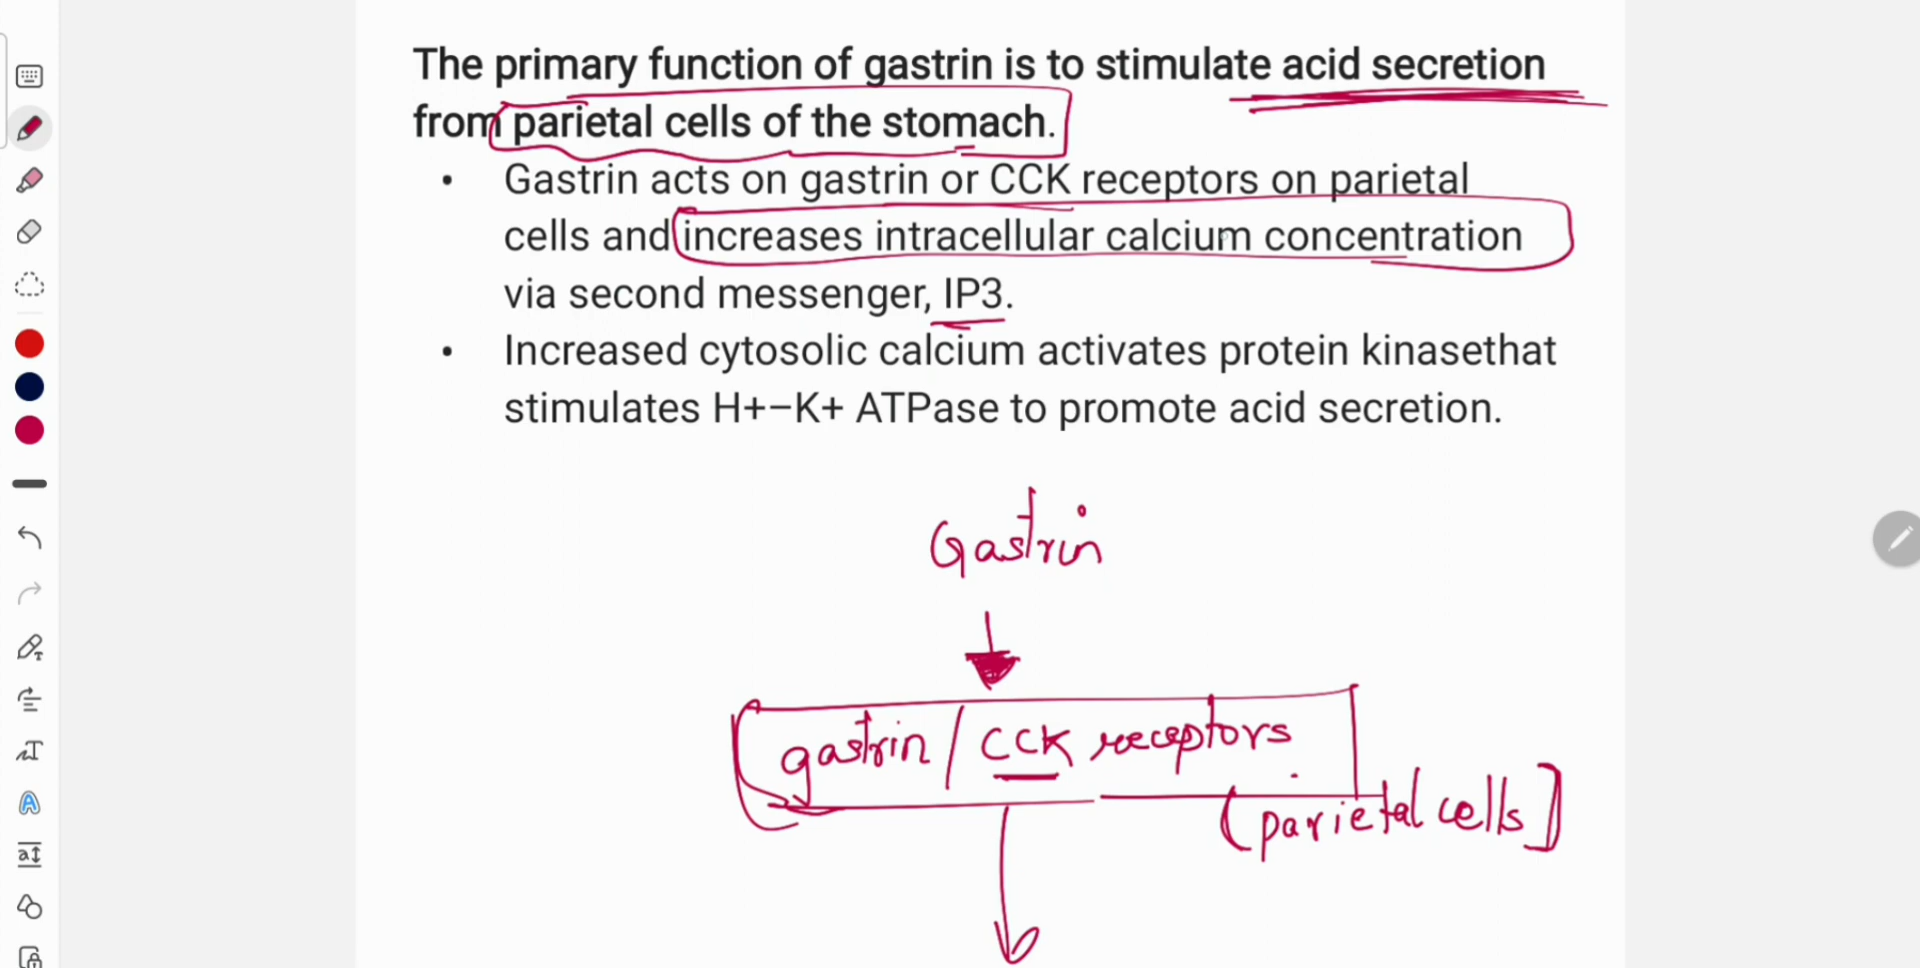 The primary function of gastrin is to stimulate acid secretion
from parietal cells of the stomach.
• Gastrin acts on gastrin or CCK receptors on parietal
cells and increases intracellular calcium concentration
via second messenger, IP3.
• Increased cytosolic calcium activates protein kinasethat
stimulates H+–K+ ATPase to promote acid secretion.
Gastrin
gastrin / CCK receptors.
(parietal cells]